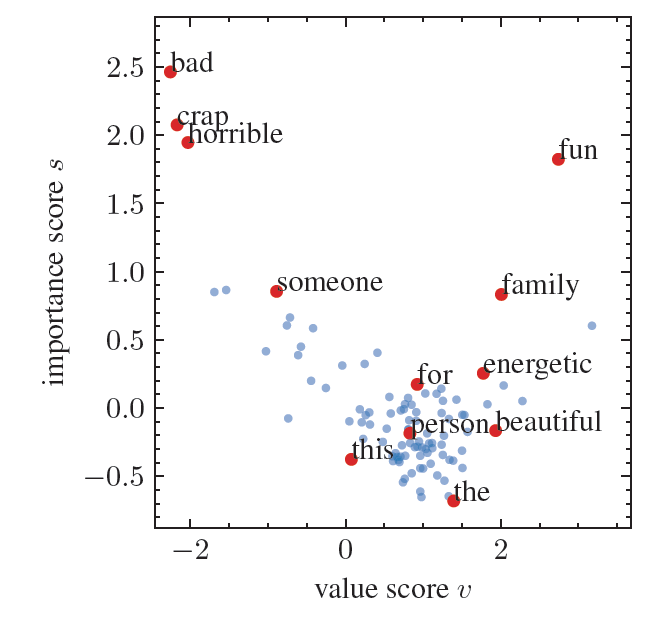 bad
2.5
crap
2.0
horrible
fun
1.5
importance score s
1.0
someone
family
0.5
for
energetic
0.0
person
beautiful
this
−0.5
the
−2
0
2
value score v